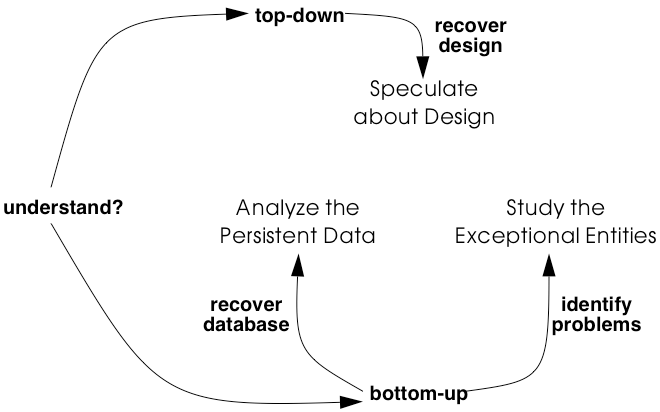 top-down
recover
design
Speculate
about Design
understand?
Analyze the
Persistent Data
Study the
Exceptional Entities
recover
database
identify
problems
bottom-up